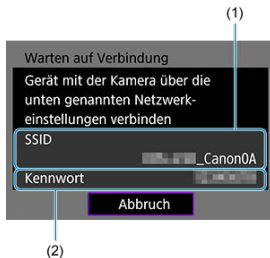 (1)
Warten auf Verbindung
Gerät mit der Kamera über die
unten genannten Netzwerk-
einstellungen verbinden
SSID
_Canon0A
Kennwort
Abbruch
(2)